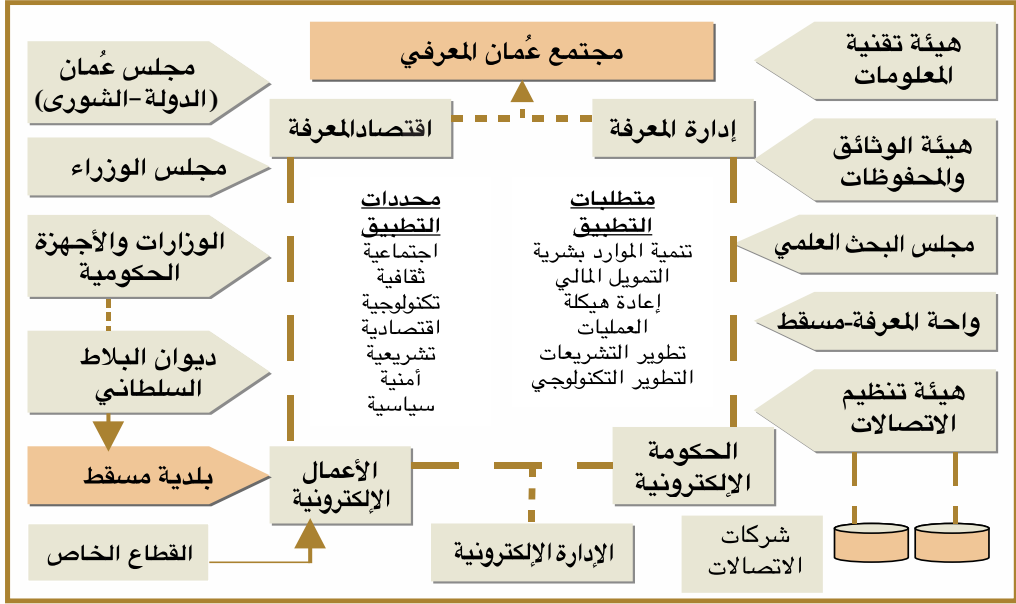 مجتمع عُمان المعرفي
هيئة تقنية
المعلومات
هيئة الوثائق
والمحفوظات
مجلس البحث العلمي
واحة المعرفة-مسقط
هيئة تنظيم
الاتصالات
شركات
الاتصالات
إدارة المعرفة
اقتصادالمعرفة
متطلبات
التطبيق
تنمية الموارد بشرية
التمويل المالي
إعادة هيكلة
العمليات
تطوير التشريعات
التطوير التكنولوجي
محددات
التطبيق
اجتماعية
ثقافية
تكنولوجية
اقتصادية
تشريعية
أمنية
سياسية
الحكومة
الإلكترونية
الأعمال
الإلكترونية
الإدارة الإلكترونية
مجلس عُمان
(الدولة-الشورى)
مجلس الوزراء
الوزارات والأجهزة
الحكومية
ديوان البلاط
السلطاني
بلدية مسقط
القطاع الخاص